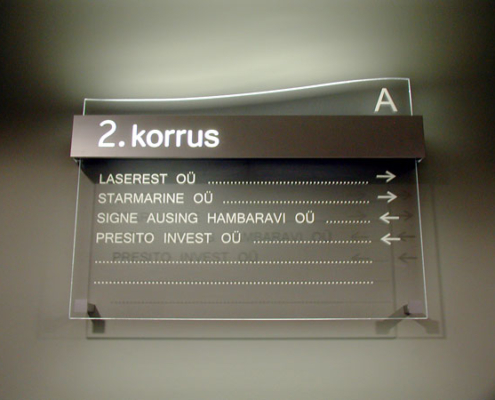 A
2. korrus
LASEREST OÜ ........................................ →
STARMARINE OÜ .................................... →
SIGNE AUSING HAMBARAVI OÜ ........... ←
PRESITO INVEST OÜ ............................. ←